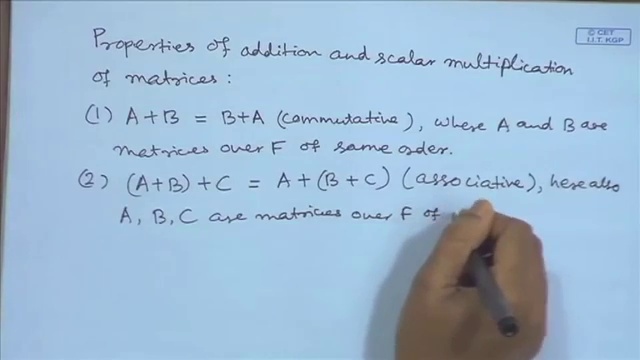 © CET
I.I.T. KGP
Properties of addition and scalar multiplication
of matrices :
(1) A+B = B+A (commutative), where A and B are
matrices over F of same order.
(2) (A+B)+C = A+(B+C) (associative), here also
A, B, C are matrices over F of